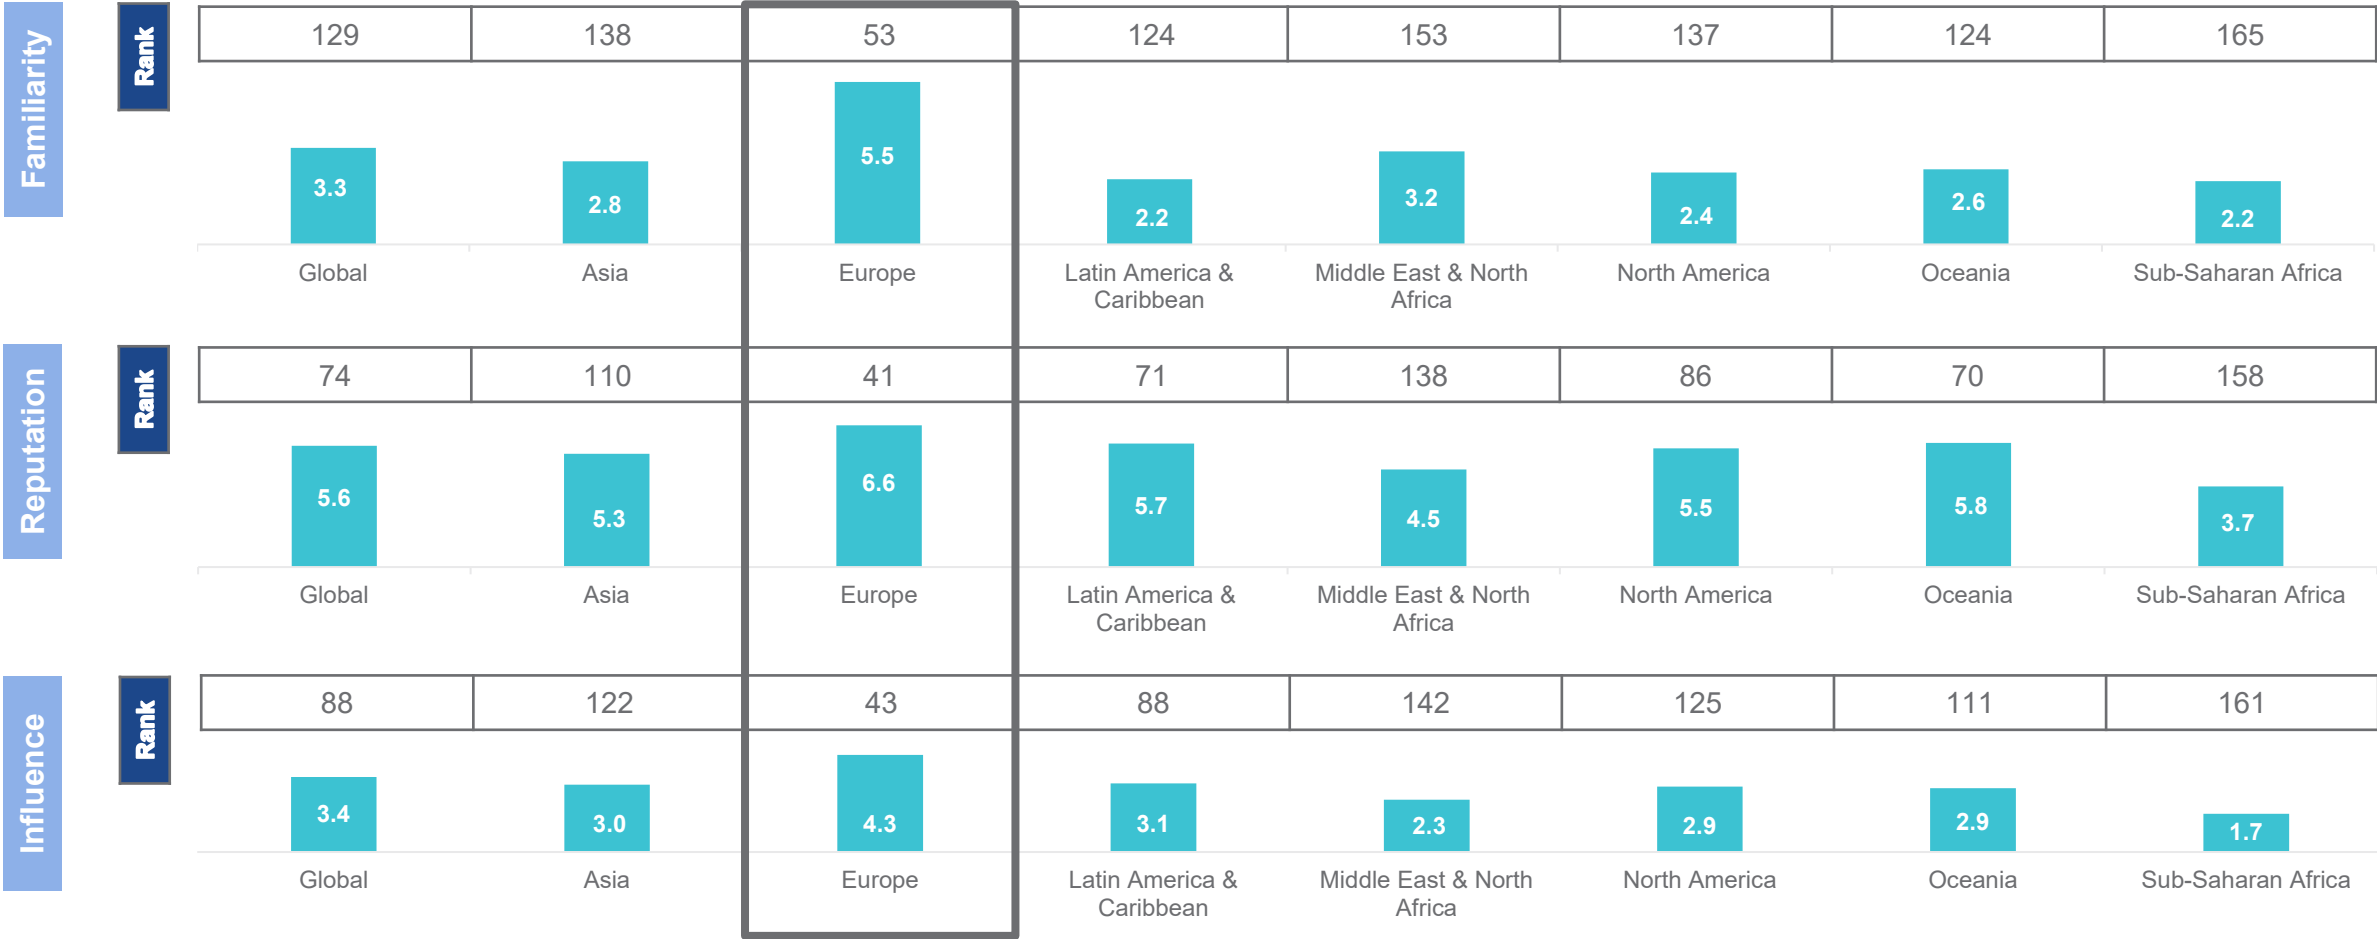 Familiarity
Rank
129 138 53 124 153 137 124 165
3.3 2.8 5.5 2.2 3.2 2.4 2.6 2.2
Global Asia Europe Latin America & Middle East & North North America Oceania Sub-Saharan Africa
Caribbean Africa
Reputation
Rank
74 110 41 71 138 86 70 158
5.6 5.3 6.6 5.7 4.5 5.5 5.8 3.7
Global Asia Europe Latin America & Middle East & North North America Oceania Sub-Saharan Africa
Caribbean Africa
Influence
Rank
88 122 43 88 142 125 111 161
3.4 3.0 4.3 3.1 2.3 2.9 2.9 1.7
Global Asia Europe Latin America & Middle East & North North America Oceania Sub-Saharan Africa
Caribbean Africa